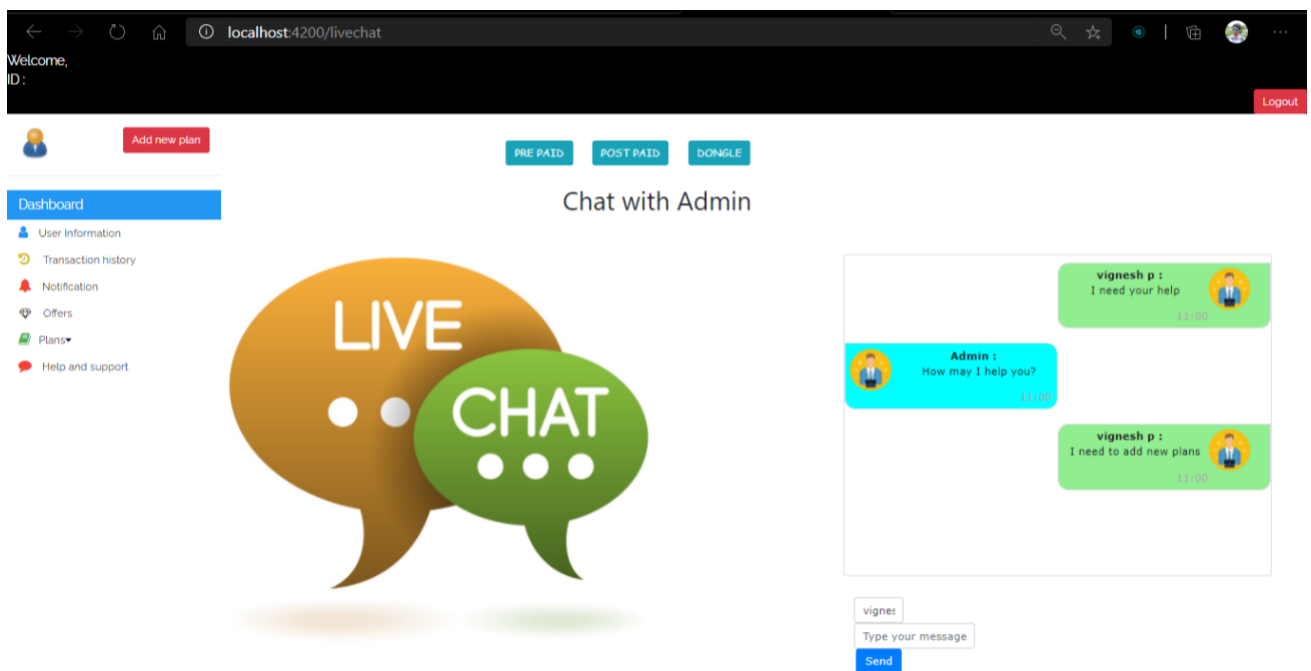 localhost:4200/livechat
Welcome,
ID :
Logout
Add new plan
PRE PAID POST PAID DONGLE
Dashboard
User Information
Transaction history
Notification
Offers
Plans
Help and support
Chat with Admin
LIVE
CHAT
vignesh p :
I need your help
11:00
Admin :
How may I help you?
11:00
vignesh p :
I need to add new plans
11:00
vignes
Type your message
Send